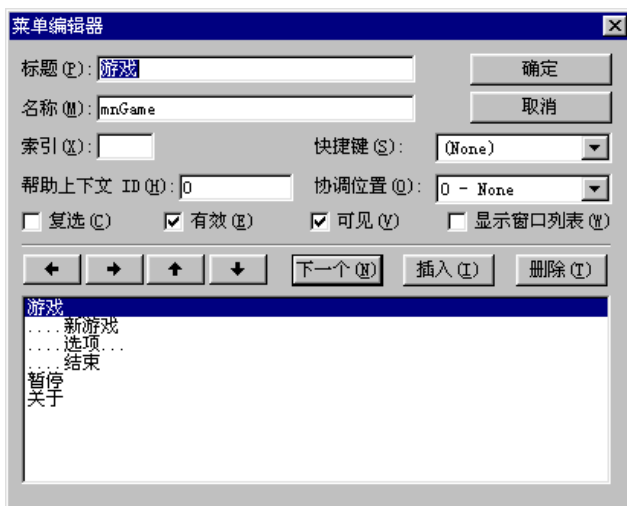 菜单编辑器
标题(P): 游戏 确定
名称(M): mnGame 取消
索引(X): 快捷键(S): (None)
帮助上下文 ID(H): 0 协调位置(O): 0 - None
复选(C) 有效(E) 可见(V) 显示窗口列表(W)
下一个(N) 插入(I) 删除(T)
游戏
....新游戏
....选项...
....结束
暂停
关于